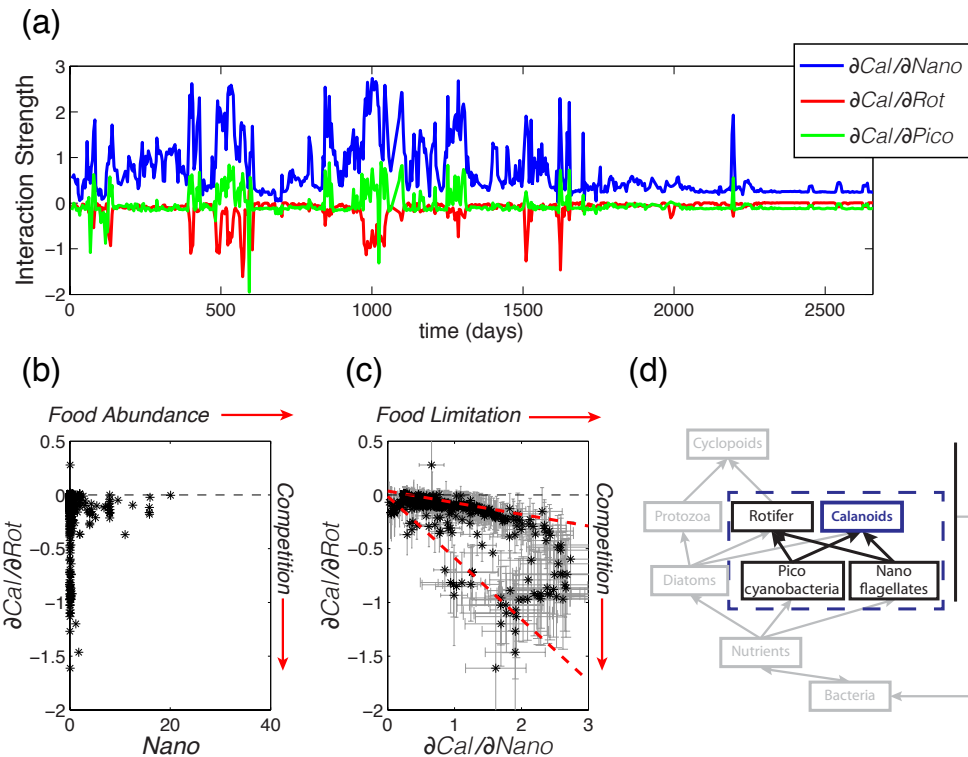 (a)
∂Cal/∂Nano
∂Cal/∂Rot
∂Cal/∂Pico
Interaction Strength
3
2
1
0
−1
−2
0
500
1000
1500
2000
2500
time (days)
(b)
Food Abundance
∂Cal/∂Rot
0.5
0
−0.5
−1
−1.5
−2
0
20
40
Nano
Competition
(c)
Food Limitation
∂Cal/∂Rot
0.5
0
−0.5
−1
−1.5
−2
0
1
2
3
∂Cal/∂Nano
Competition
(d)
Cyclopoids
Protozoa
Rotifer
Calanoids
Diatoms
Pico
cyanobacteria
Nano
flagellates
Nutrients
Bacteria